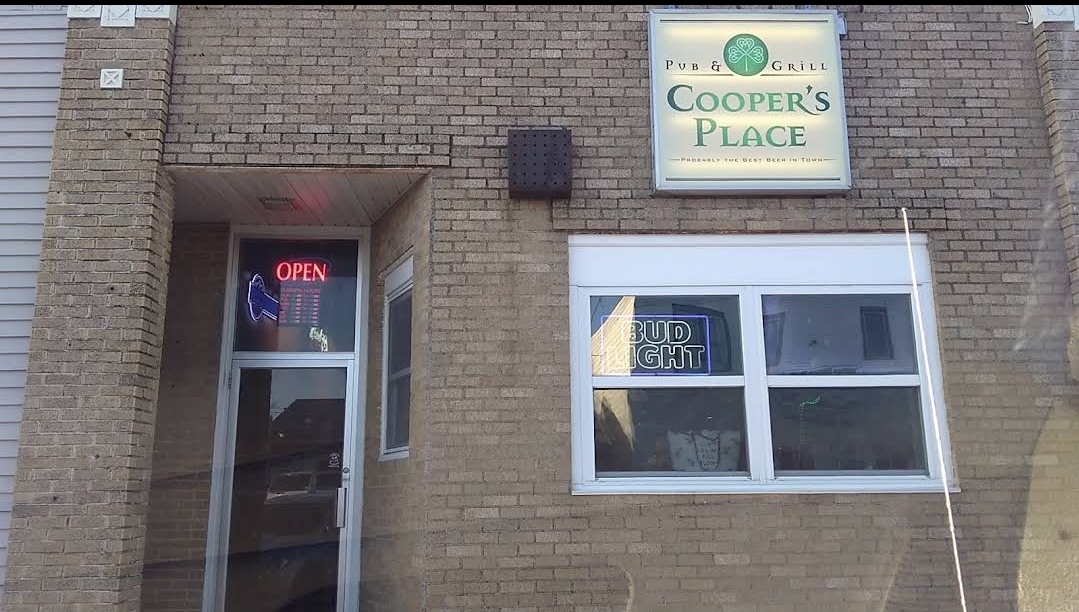 PUB & GRILL
COOPER'S
PLACE
PROBABLY THE BEST BEER IN TOWN
OPEN
BUD
LIGHT